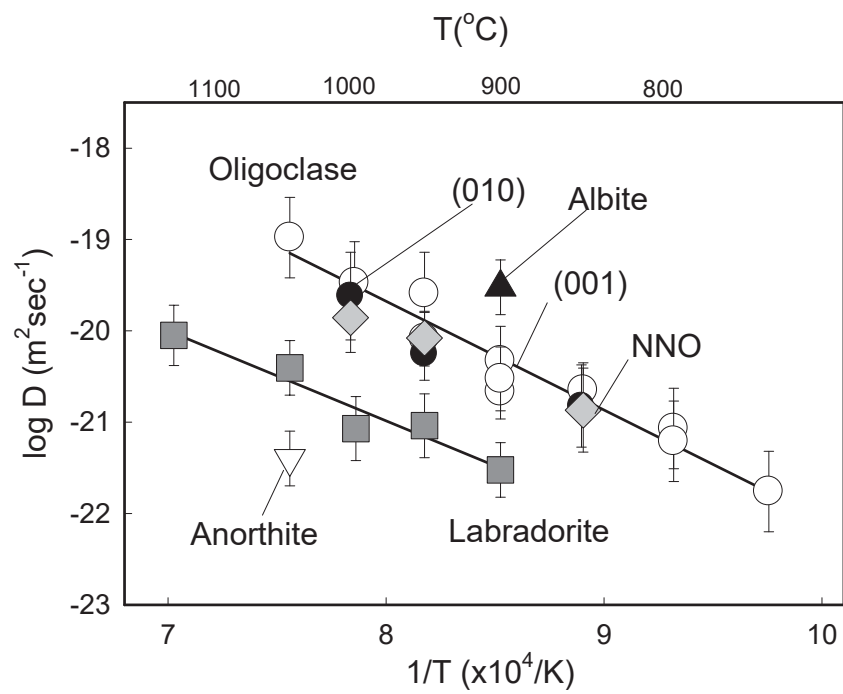 T(°C)
1100 1000 900 800
-18
Oligoclase
(010)
Albite
-19
(001)
-20
NNO
log D (m²sec⁻¹)
-21
-22
Anorthite
Labradorite
-23
7 8 9 10
1/T (x10⁴/K)